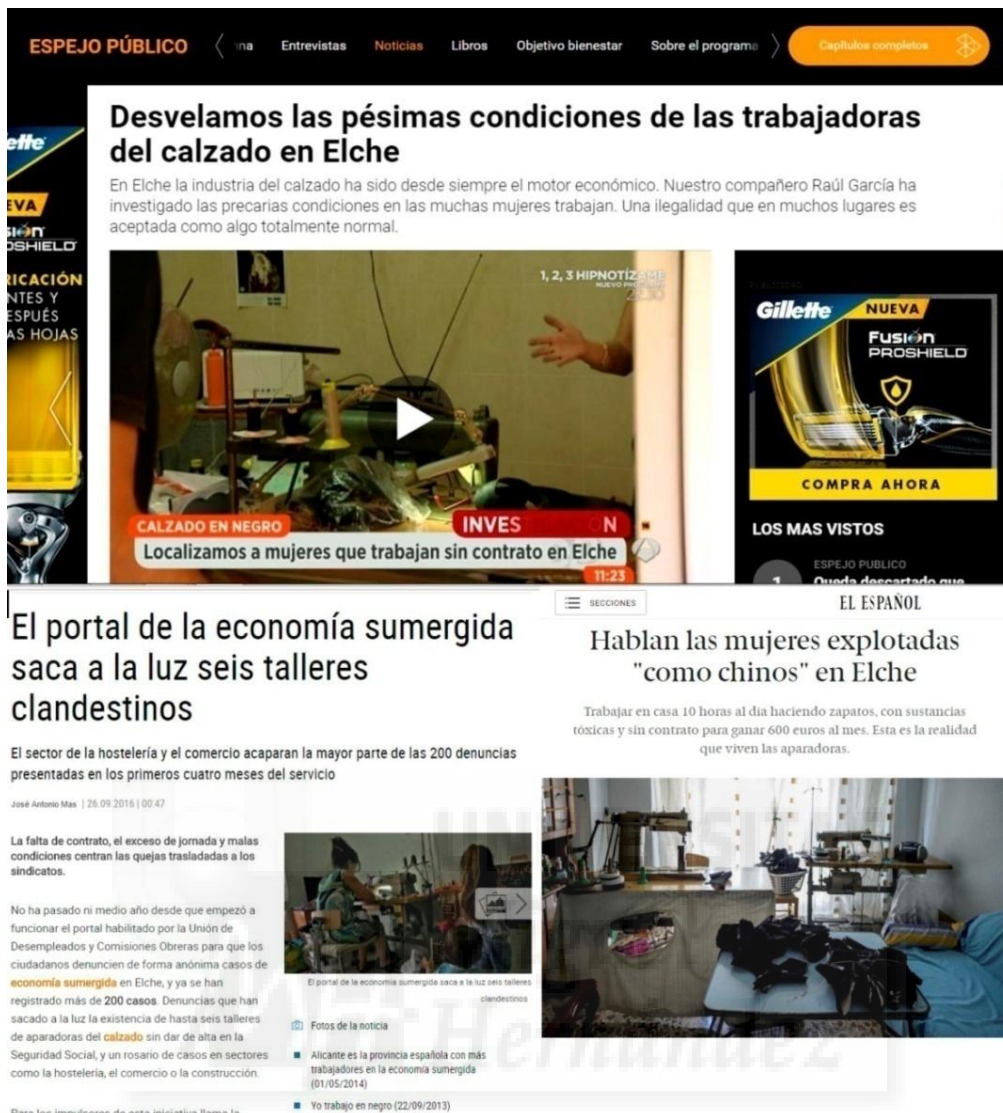 ESPEJO PÚBLICO
Entrevistas
Noticias
Libros
Objetivo bienestar
Sobre el programa
Capítulos completos
Desvelamos las pésimas condiciones de las trabajadoras
del calzado en Elche
En Elche la industria del calzado ha sido desde siempre el motor económico. Nuestro compañero Raúl García ha
investigado las precarias condiciones en las muchas mujeres trabajan. Una ilegalidad que en muchos lugares es
aceptada como algo totalmente normal.
1, 2, 3 HIPNOTÍZAME
CALZADO EN NEGRO
INVES N
Localizamos a mujeres que trabajan sin contrato en Elche
11:23
Gillette
NUEVA
FUSION
PROSHIELD
COMPRA AHORA
LOS MAS VISTOS
ESPEJO PUBLICO
1 Queda descartado que
El portal de la economía sumergida
saca a la luz seis talleres
clandestinos
El sector de la hostelería y el comercio acaparan la mayor parte de las 200 denuncias
presentadas en los primeros cuatro meses del servicio
José Antonio Mas | 26.09.2016 | 00:47
La falta de contrato, el exceso de jornada y malas
condiciones centran las quejas trasladadas a los
sindicatos.
No ha pasado ni medio año desde que empezó a
funcionar el portal habilitado por la Unión de
Desempleados y Comisiones Obreras para que los
ciudadanos denuncien de forma anónima casos de
economía sumergida en Elche, y ya se han
registrado más de 200 casos. Denuncias que han
sacado a la luz la existencia de hasta seis talleres
de aparadoras del calzado sin dar de alta en la
Seguridad Social, y un rosario de casos en sectores
como la hostelería, el comercio o la construcción.
El portal de la economía sumergida saca a la luz seis talleres
clandestinos
Fotos de la noticia
Alicante es la provincia española con más
trabajadores en la economía sumergida
(01/05/2014)
Yo trabajo en negro (22/09/2013)
SECCIONES
EL ESPAÑOL
Hablan las mujeres explotadas
"como chinos" en Elche
Trabajar en casa 10 horas al día haciendo zapatos, con sustancias
tóxicas y sin contrato para ganar 600 euros al mes. Esta es la realidad
que viven las aparadoras.